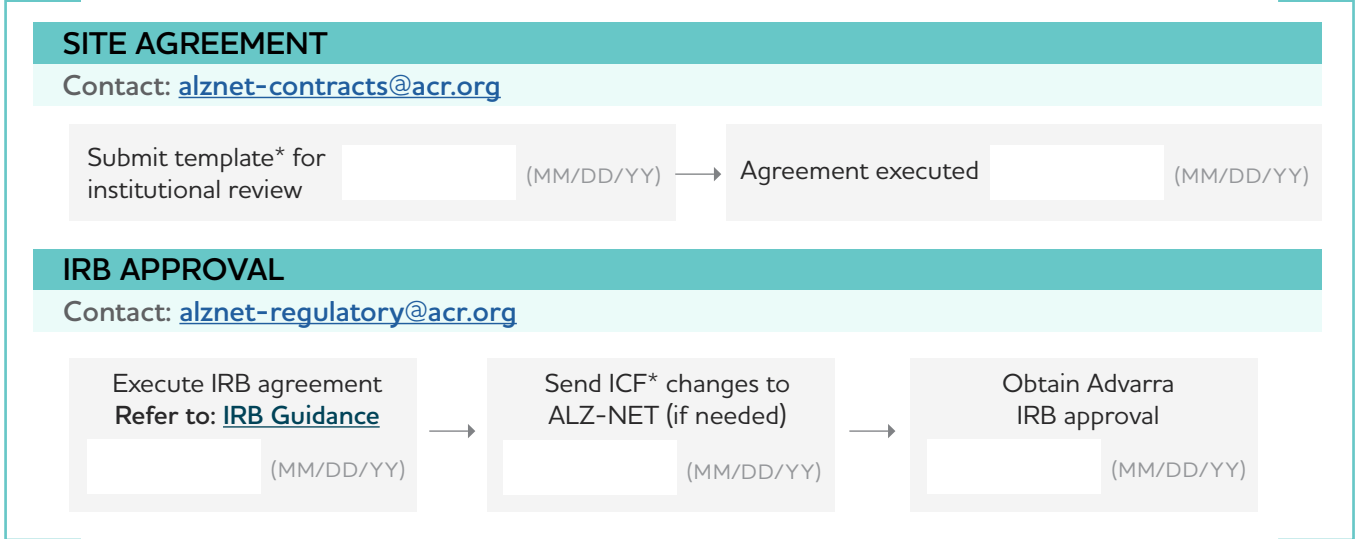 SITE AGREEMENT
Contact: alznet-contracts@acr.org
Submit template* for
institutional review
(MM/DD/YY)
Agreement executed
(MM/DD/YY)
IRB APPROVAL
Contact: alznet-regulatory@acr.org
Execute IRB agreement
Refer to: IRB Guidance
(MM/DD/YY)
Send ICF* changes to
ALZ-NET (if needed)
(MM/DD/YY)
Obtain Advarra
IRB approval
(MM/DD/YY)